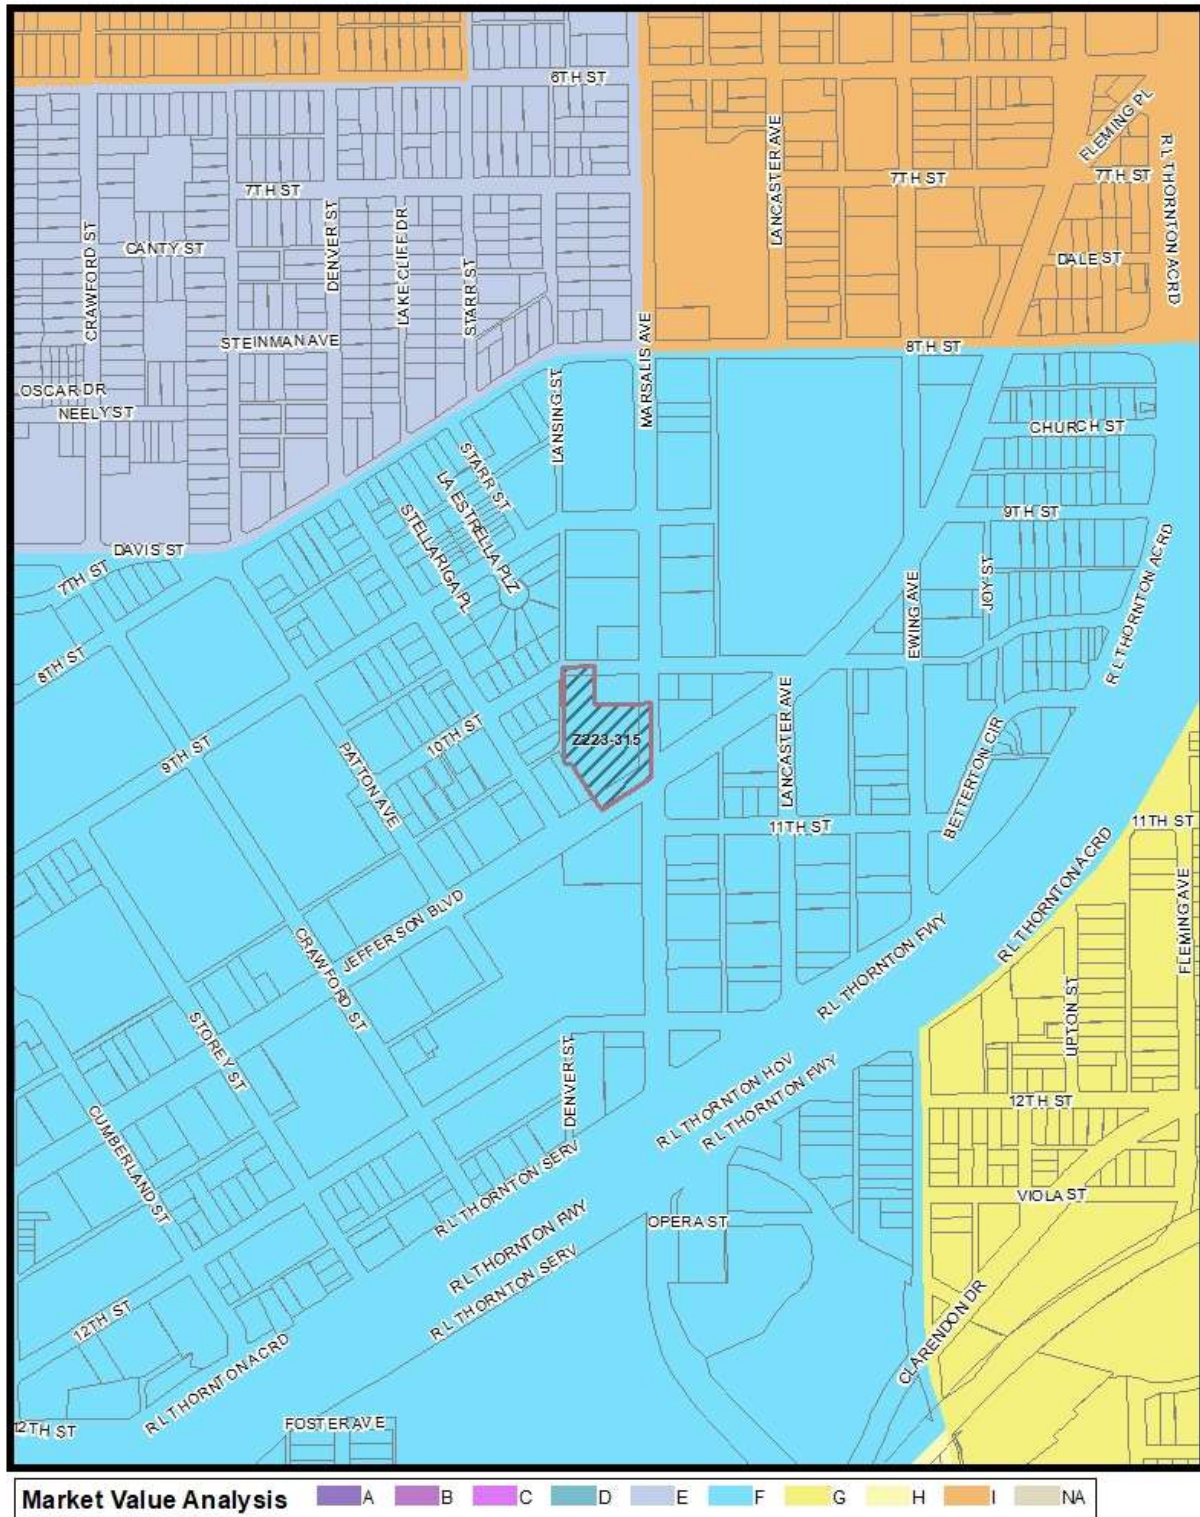 6TH ST
FLEMING PL
LANCASTER AVE
R L THORNTON ACRD
7TH ST
7TH ST
7TH ST
DENVER ST
LAKE CLIFF DR
CRAWFORD ST
CANTY ST
STARR ST
DALE ST
STEINMAN AVE
MARSALIS AVE
8TH ST
OSCAR DR
NEELY ST
LANSING ST
CHURCH ST
STARR ST
LA ESTRELLA PLZ
STELLARIGA PL
9TH ST
DAVIS ST
7TH ST
JOY ST
EWING AVE
R L THORNTON ACRD
8TH ST
LANCASTER AVE
10TH ST
Z223-315
9TH ST
PATTON AVE
BETTERTON CIR
11TH ST
11TH ST
R L THORNTON ACRD
FLEMING AVE
JEFFERSON BLVD
CRAWFORD ST
R L THORNTON FWY
UPTON ST
STOREY ST
DENVER ST
R L THORNTON HOV
R L THORNTON FWY
12TH ST
CUMBERLAND ST
R L THORNTON SERV
VIOLA ST
OPERA ST
R L THORNTON FWY
R L THORNTON SERV
12TH ST
CLARENDON DR
R L THORNTON ACRD
12TH ST
FOSTER AVE
Market Value Analysis A B C D E F G H I NA